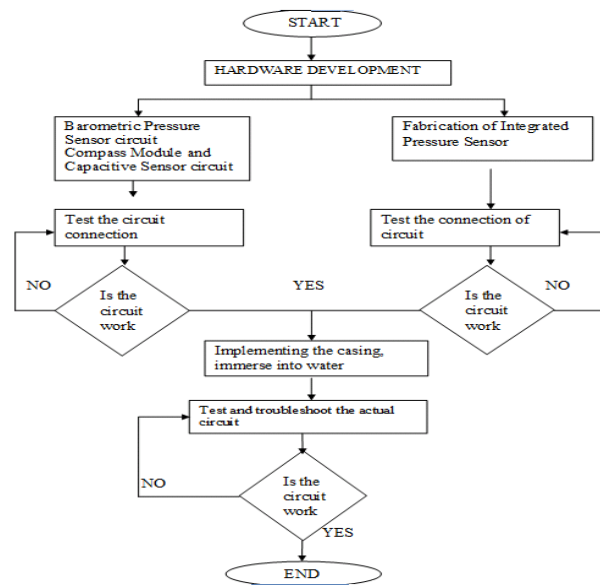 START
HARDWARE DEVELOPMENT
Barometric Pressure
Sensor circuit
Compass Module and
Capacitive Sensor circuit
Fabrication of Integrated
Pressure Sensor
Test the circuit
connection
Test the connection of
circuit
NO
Is the
circuit
work
YES
Is the
circuit
work
NO
Implementing the casing,
immerse into water
Test and troubleshoot the actual
circuit
NO
Is the
circuit
work
YES
END